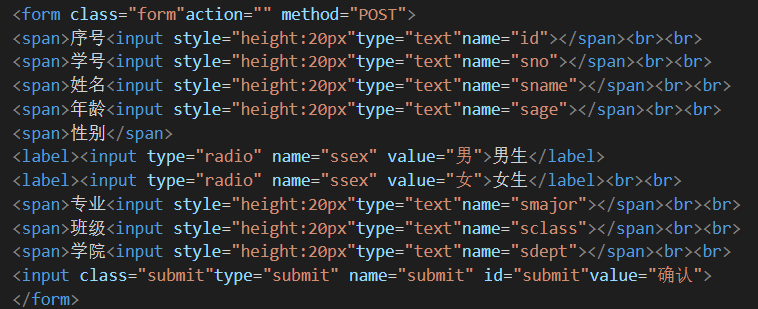 <form class="form"action="" method="POST">
<span>序号<input style="height:20px"type="text"name="id"></span><br><br>
<span>学号<input style="height:20px"type="text"name="sno"></span><br><br>
<span>姓名<input style="height:20px"type="text"name="sname"></span><br><br>
<span>年龄<input style="height:20px"type="text"name="sage"></span><br><br>
<span>性别</span>
<label><input type="radio" name="ssex" value="男">男生</label>
<label><input type="radio" name="ssex" value="女">女生</label><br><br>
<span>专业<input style="height:20px"type="text"name="smajor"></span><br><br>
<span>班级<input style="height:20px"type="text"name="sclass"></span><br><br>
<span>学院<input style="height:20px"type="text"name="sdept"></span><br><br>
<input class="submit"type="submit" name="submit" id="submit"value="确认">
</form>